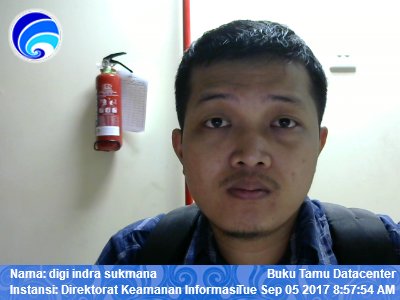 Nama: digi indra sukmana Buku Tamu Datacenter
Instansi: Direktorat Keamanan InformasiTue Sep 05 2017 8:57:54 AM